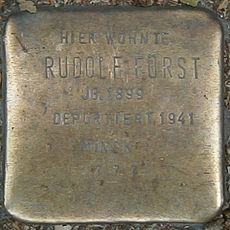 HIER WOHNTE
RUDOLF FÜRST
JG. 1899
DEPORTIERT 1941
MINSK
???